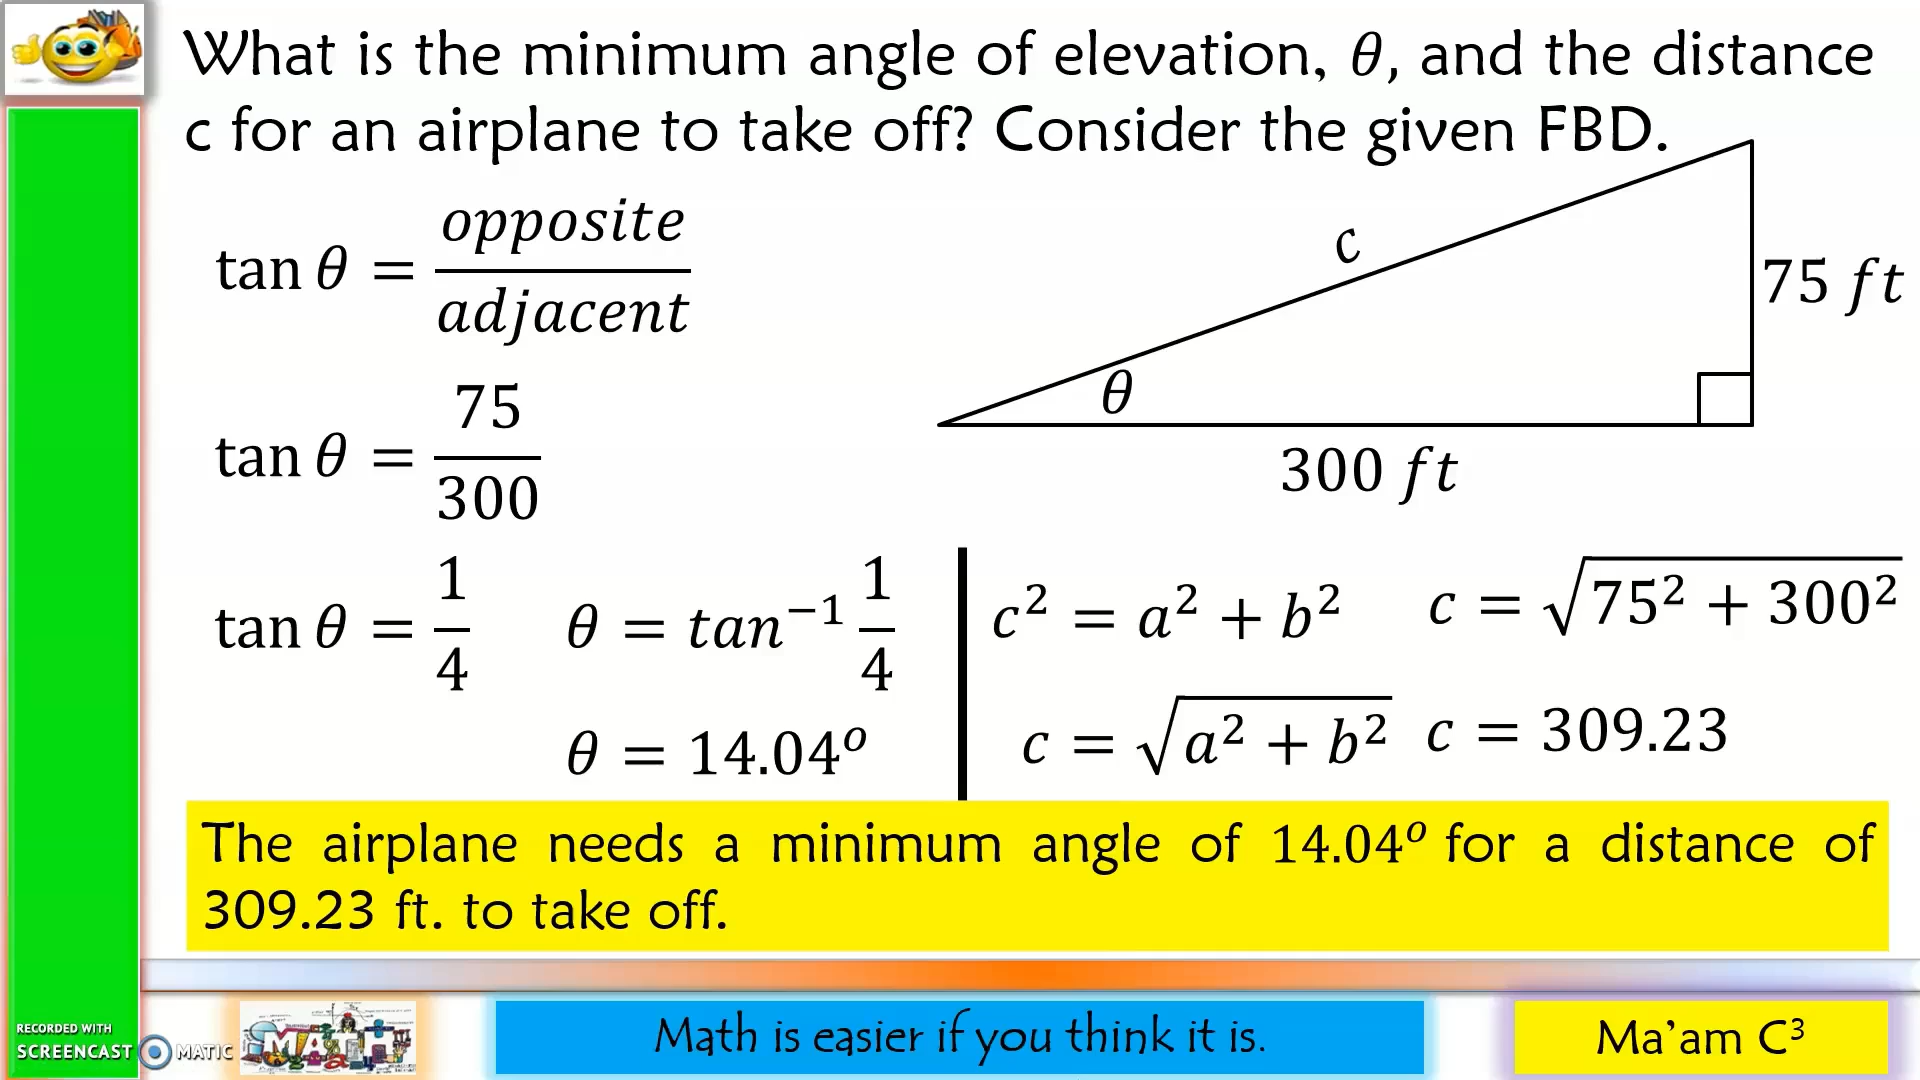 What is the minimum angle of elevation, θ, and the distance
c for an airplane to take off? Consider the given FBD.
tan θ = opposite/adjacent
c
75 ft
θ
300 ft
tan θ = 75/300
tan θ = 1/4
θ = tan⁻¹ 1/4
θ = 14.04º
c² = a² + b²
c = √(a² + b²)
c = √(75² + 300²)
c = 309.23
The airplane needs a minimum angle of 14.04º for a distance of
309.23 ft. to take off.
RECORDED WITH
SCREENCAST MATIC
MATH
Math is easier if you think it is.
Ma’am C³